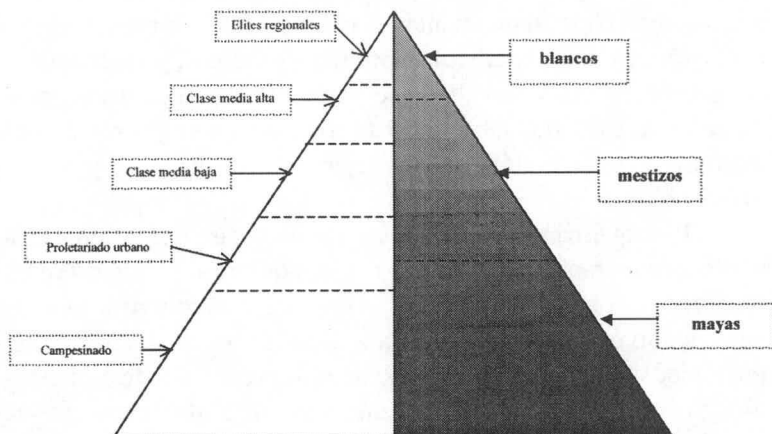 Elites regionales
blancos
Clase media alta
Clase media baja
mestizos
Proletariado urbano
mayas
Campesinado